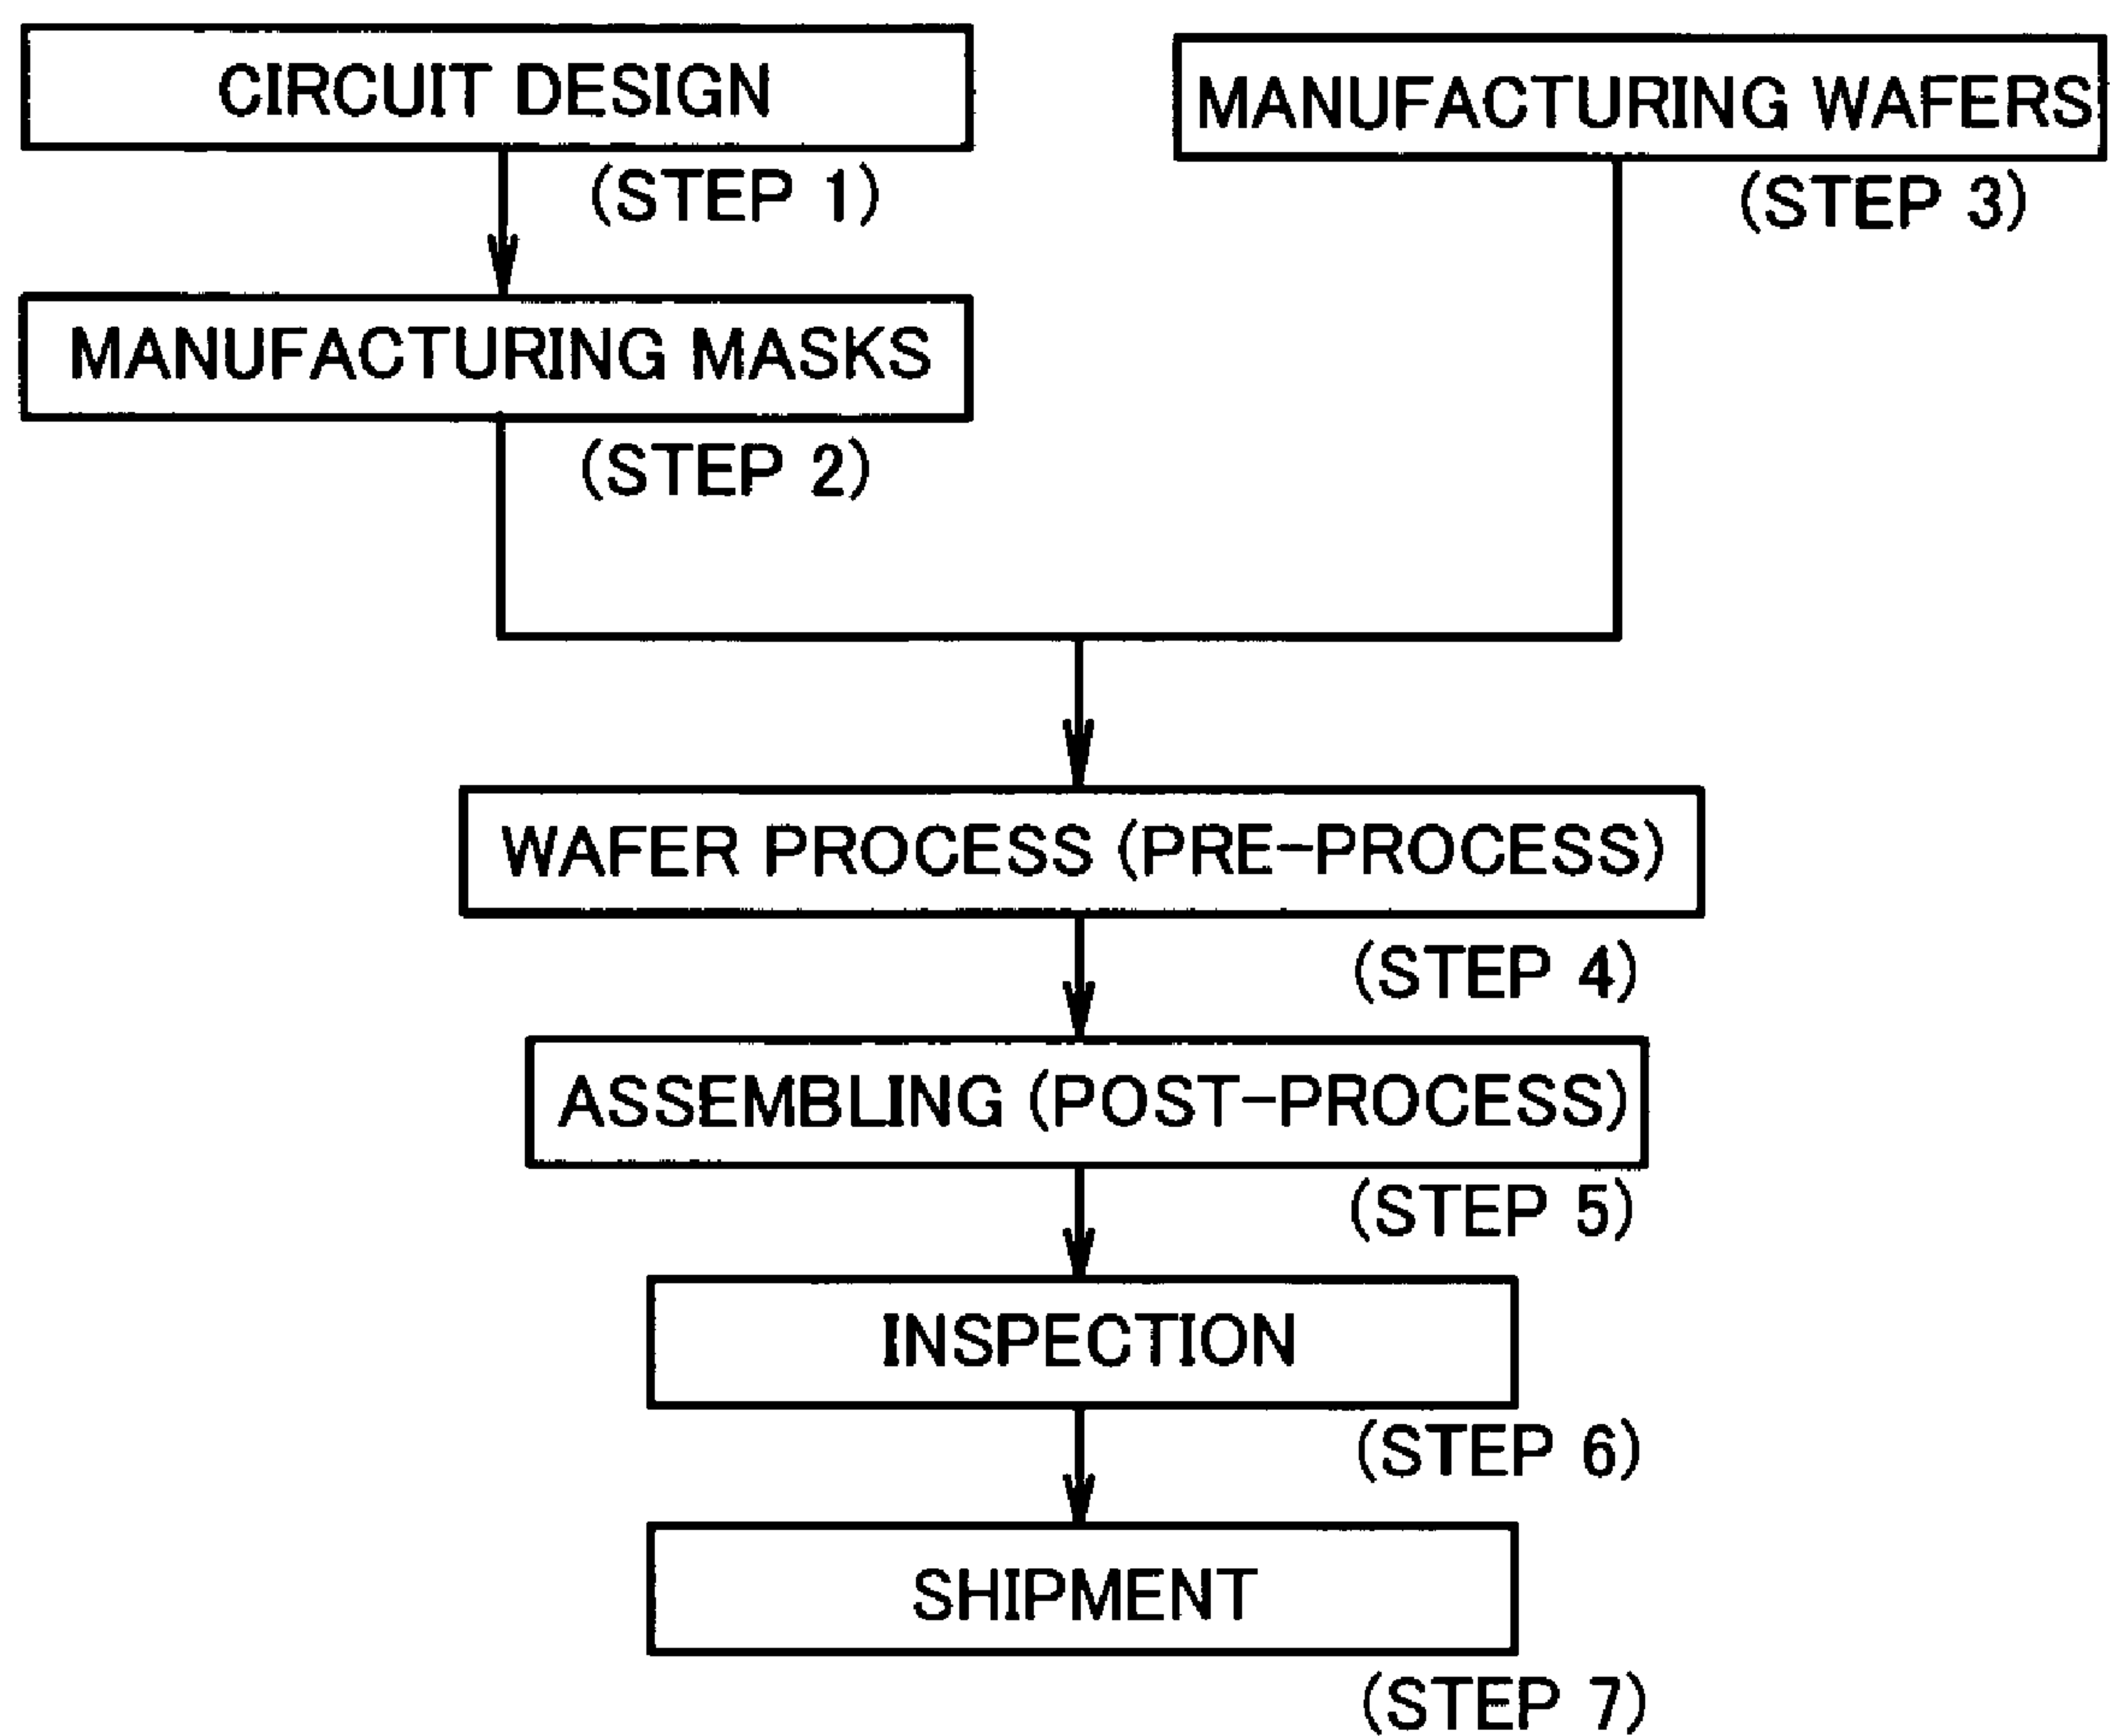 CIRCUIT DESIGN
(STEP 1)
MANUFACTURING MASKS
(STEP 2)
MANUFACTURING WAFERS
(STEP 3)
WAFER PROCESS (PRE-PROCESS)
(STEP 4)
ASSEMBLING (POST-PROCESS)
(STEP 5)
INSPECTION
(STEP 6)
SHIPMENT
(STEP 7)